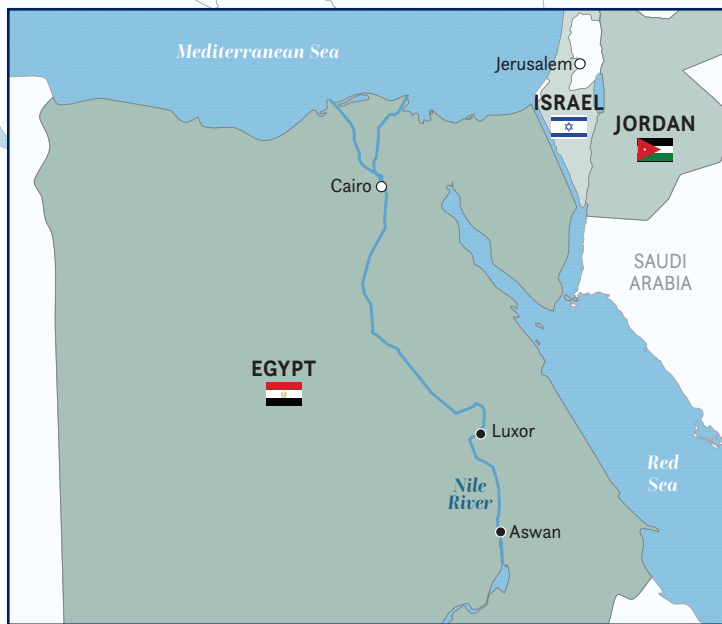 Mediterranean Sea
Jerusalem
ISRAEL
JORDAN
Cairo
SAUDI
ARABIA
EGYPT
Luxor
Nile
River
Red
Sea
Aswan